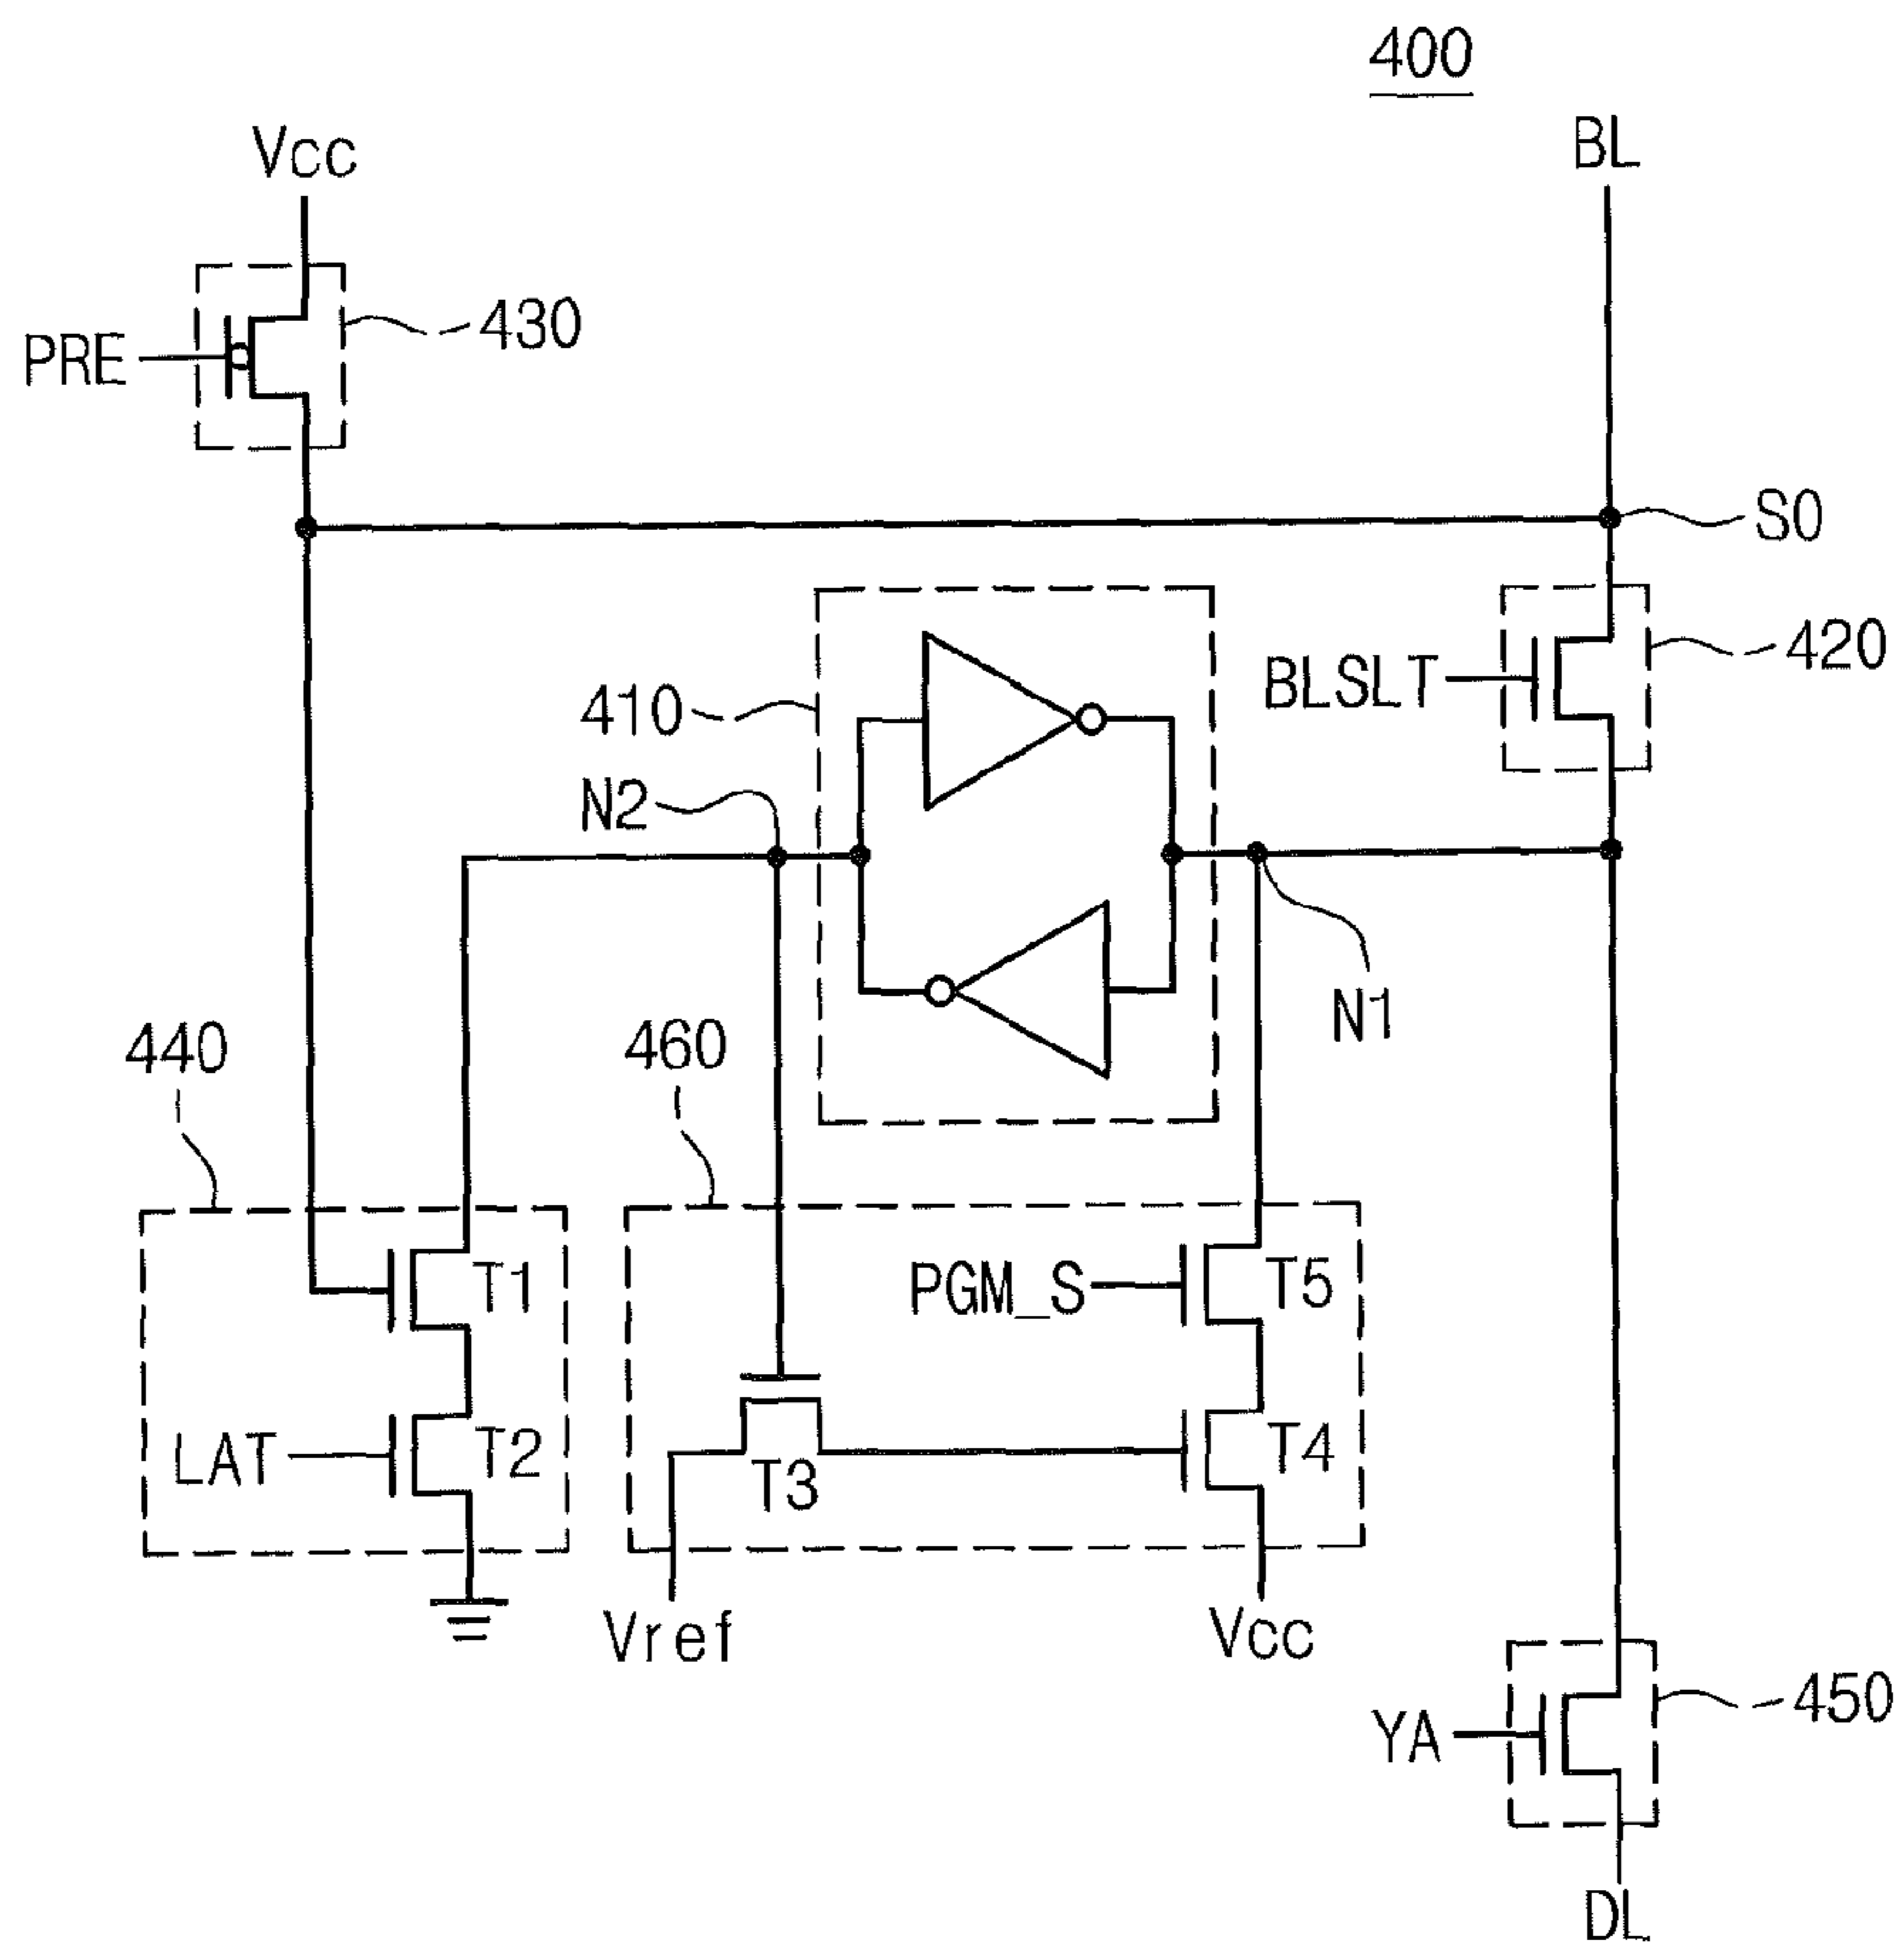 400
Vcc
BL
PRE
430
S0
420
BLSLT
410
N2
N1
440
460
T1
PGM_S
T5
LAT
T2
T3
T4
Vref
Vcc
YA
450
DL